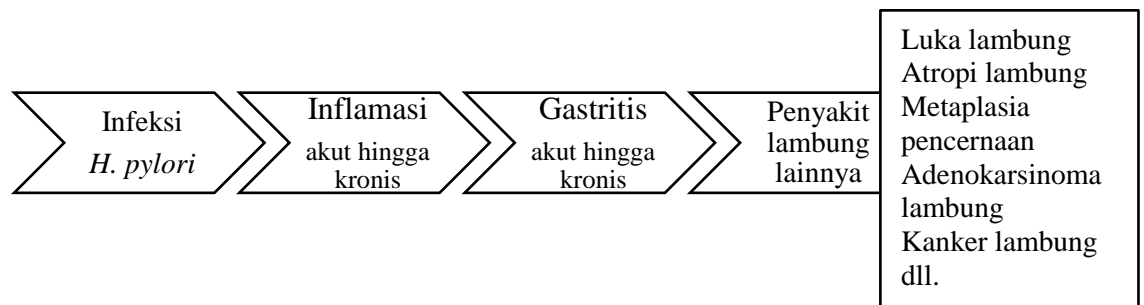 Infeksi
H. pylori
Inflamasi
akut hingga
kronis
Gastritis
akut hingga
kronis
Penyakit
lambung
lainnya
Luka lambung
Atropi lambung
Metaplasia
pencernaan
Adenokarsinoma
lambung
Kanker lambung
dll.